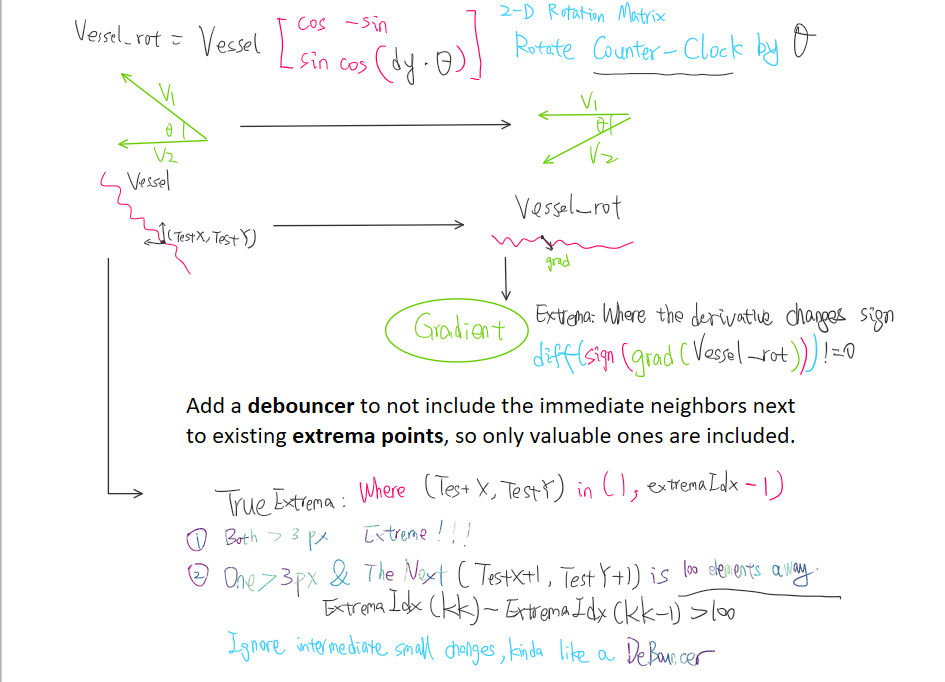 Vessel_rot = Vessel [cos -sin
sin cos (dy·θ)]
2-D Rotation Matrix
Rotate Counter-Clock by θ
V1
θ
V2
V1
θ
V2
Vessel
(TestX, TestY)
Vessel_rot
grad
Gradient
Extrema: Where the derivative changes sign
diff(sign(grad(Vessel_rot))) !=0
Add a debouncer to not include the immediate neighbors next
to existing extrema points, so only valuable ones are included.
True Extrema: Where (Test X, Test Y) in (1, extremaIdx -1)
① Both > 3 px Extreme!!!
② One >3px & The Next (TestX+1, Test Y+1) is 100 elements away.
Extrema Idx (kk) - Extrema Idx (kk-1) >100
Ignore intermediate small changes, kinda like a DeBouncer